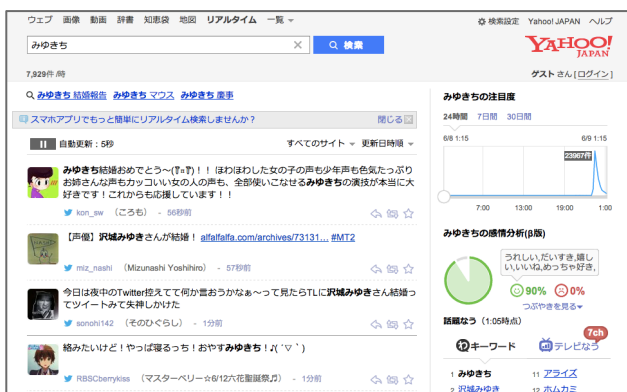 ウェブ 画像 動画 辞書 知恵袋 地図 リアルタイム 一覧
検索設定 Yahoo! JAPAN ヘルプ
みゆきち
検索
YAHOO!
JAPAN
7,929件 /時
ゲスト さん [ログイン]
みゆきち 結婚報告 みゆきち マウス みゆきち 慶事
スマホアプリでもっと簡単にリアルタイム検索しませんか？
閉じる
自動更新：5秒
すべてのサイト 更新日時順
みゆきち結婚おめでとう〜(
)！！ほわほわした女の子の声も少年声も色気たっぷり
お姉さんな声もカッコいい女の人の声も、全部使いこなせるみゆきちの演技が本当に大
好きです！これからも応援しています！！
kon_sw （ころも） - 56秒前
【声優】沢城みゆきさんが結婚！ alfalfalfa.com/archives/73131... #MT2
miz_nashi （Mizunashi Yoshihiro） - 57秒前
今日は夜中のTwitter控えてて何か言おうかなぁ〜って見たらTLに沢城みゆきさん結婚っ
てツイートみて失神しかけた
sonohi142 （そのひぐらし） - 1分前
絡みたいけど！やっぱ寝るっち！おやすみゆきち！♪( ´▽｀)
RBSCberrykiss （マスターベリー☆6/12六花聖誕祭♬） - 1分前
みゆきちの注目度
24時間 7日間 30日間
6/8 1:15
6/9 1:15
23967件
7:00 13:00 19:00 1:00
みゆきちの感情分析(β版)
うれしい,だいすき,嬉し
い,いいね,めっちゃ好き,
90% 0%
つぶやきを見る
話題なう （1:05時点）
7ch
キーワード
テレビなう
1 みゆきち
11 アライズ
2 沢城みゆき
12 ホムカミ